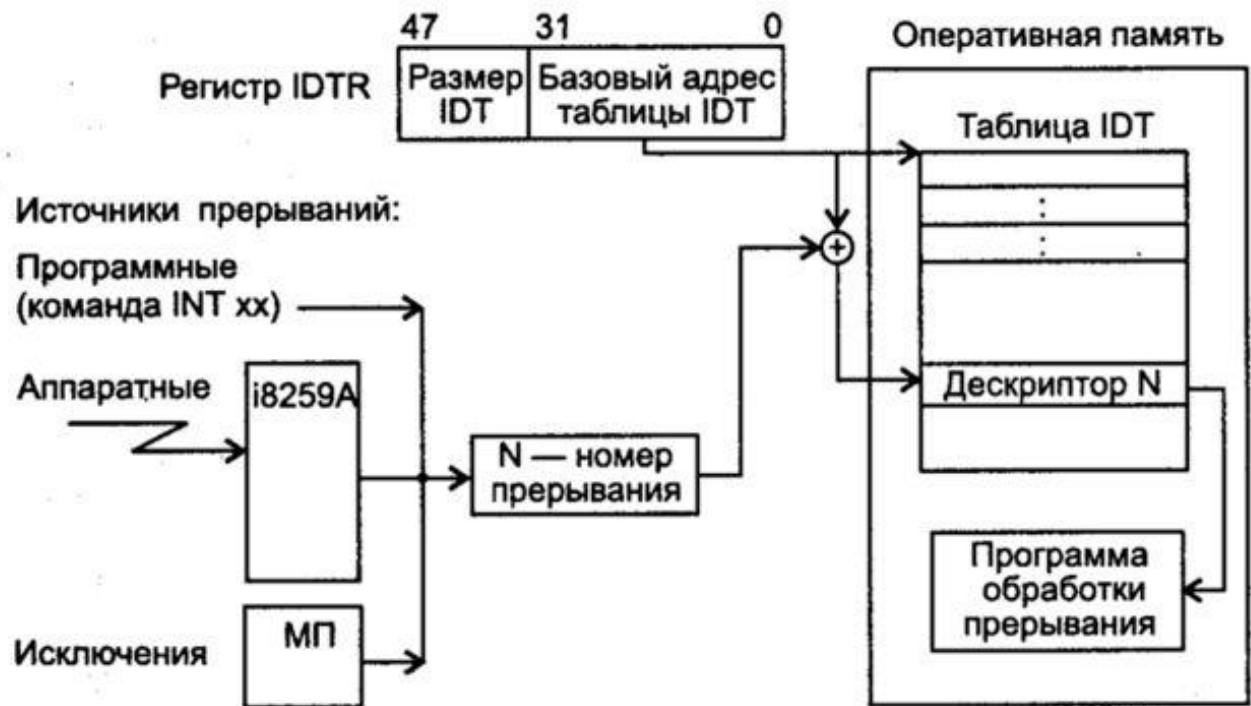 47 31 0
Оперативная память
Регистр IDTR
Размер
IDT
Базовый адрес
таблицы IDT
Таблица IDT
:
:
Источники прерываний:
Программные
(команда INT xx)
+
Аппаратные
i8259A
Дескриптор N
N — номер
прерывания
Программа
обработки
прерывания
Исключения
МП